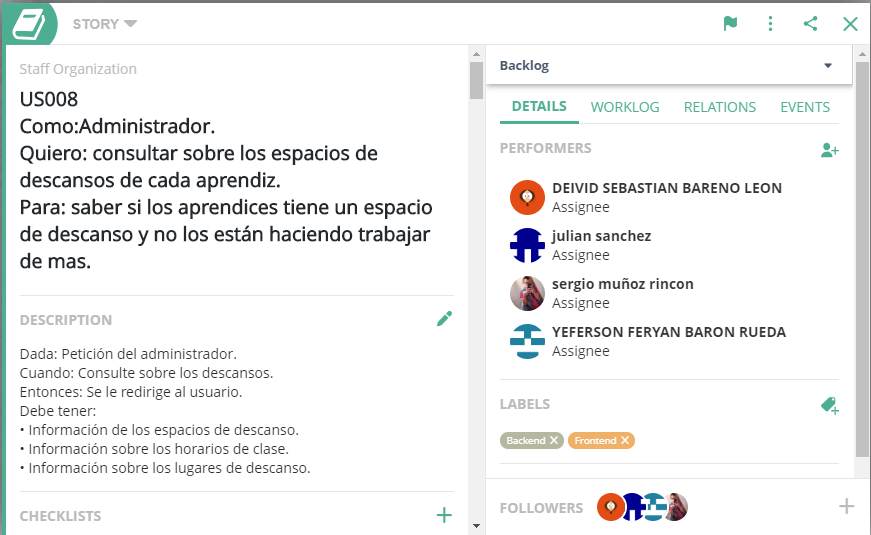 STORY
Staff Organization
US008
Como:Administrador.
Quiero: consultar sobre los espacios de
descansos de cada aprendiz.
Para: saber si los aprendices tiene un espacio
de descanso y no los están haciendo trabajar
de mas.
DESCRIPTION
Dada: Petición del administrador.
Cuando: Consulte sobre los descansos.
Entonces: Se le redirige al usuario.
Debe tener:
• Información de los espacios de descanso.
• Información sobre los horarios de clase.
• Información sobre los lugares de descanso.
CHECKLISTS
Backlog
DETAILS WORKLOG RELATIONS EVENTS
PERFORMERS
DEIVID SEBASTIAN BARENO LEON
Assignee
julian sanchez
Assignee
sergio muñoz rincon
Assignee
YEFERSON FERYAN BARON RUEDA
Assignee
LABELS
Backend Frontend
FOLLOWERS